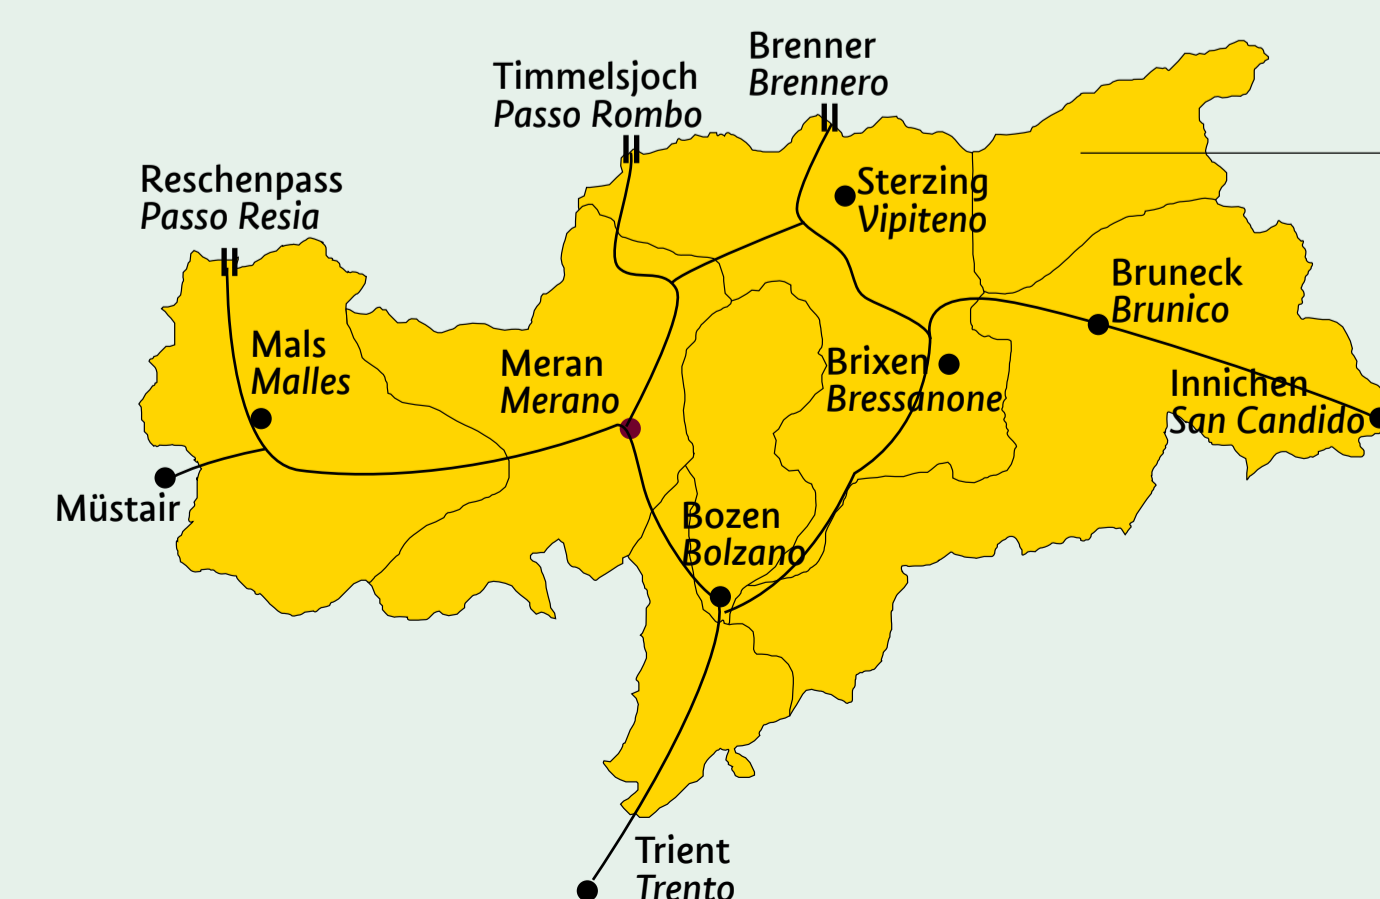 Brenner
Brennero
Timmelsjoch
Passo Rombo
Reschenpass
Passo Resia
Sterzing
Vipiteno
Bruneck
Brunico
Mals
Malles
Meran
Merano
Brixen
Bressanone
Innichen
San Candido
Müstair
Bozen
Bolzano
Trient
Trento